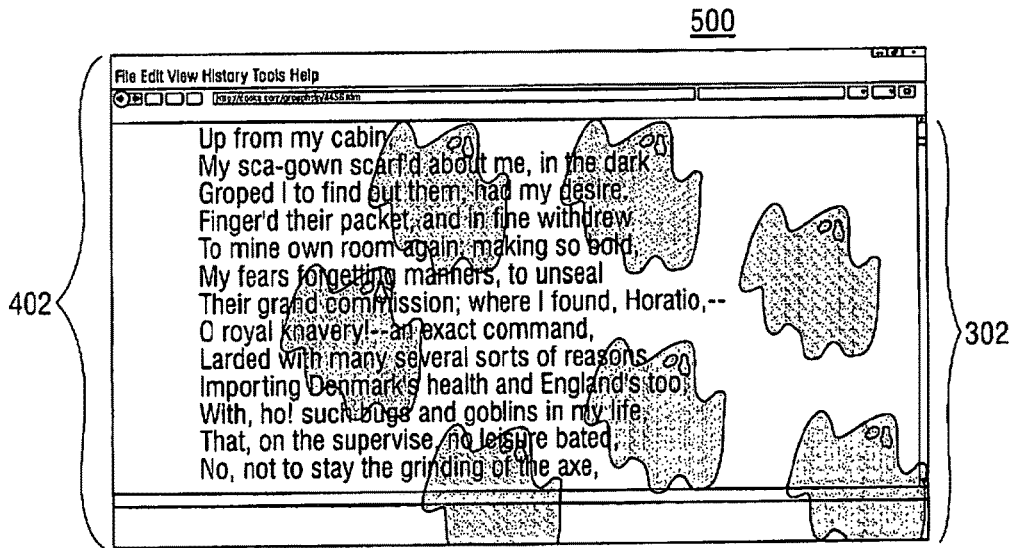 500
File Edit View History Tools Help
Up from my cabin
My sca-gown scarf'd about me, in the dark
Groped I to find out them; had my desire.
Finger'd their packet, and in fine withdrew
To mine own room again; making so bold,
My fears forgetting manners, to unseal
Their grand commission; where I found, Horatio,--
O royal knavery!--an exact command,
Larded with many several sorts of reasons
Importing Denmark's health and England's too
With, ho! such bugs and goblins in my life,
That, on the supervise, no leisure bated,
No, not to stay the grinding of the axe,
402
302